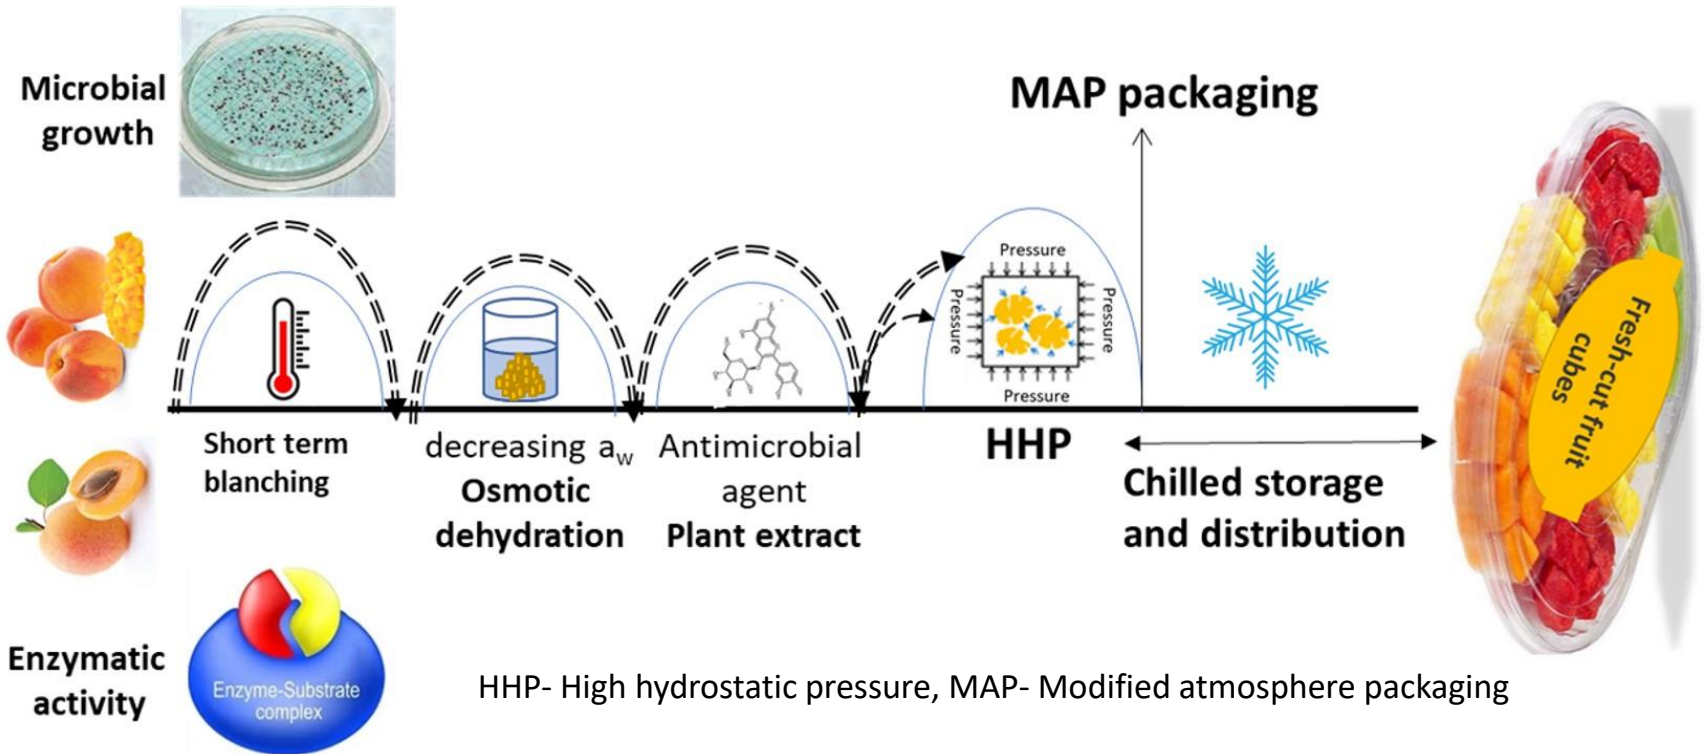 Microbial
growth
MAP packaging
Pressure
Pressure
Pressure
Pressure
Fresh-cut fruit
cubes
Short term
blanching
decreasing a_w
Osmotic
dehydration
Antimicrobial
agent
Plant extract
HHP
Chilled storage
and distribution
Enzymatic
activity
Enzyme-Substrate
complex
HHP- High hydrostatic pressure, MAP- Modified atmosphere packaging